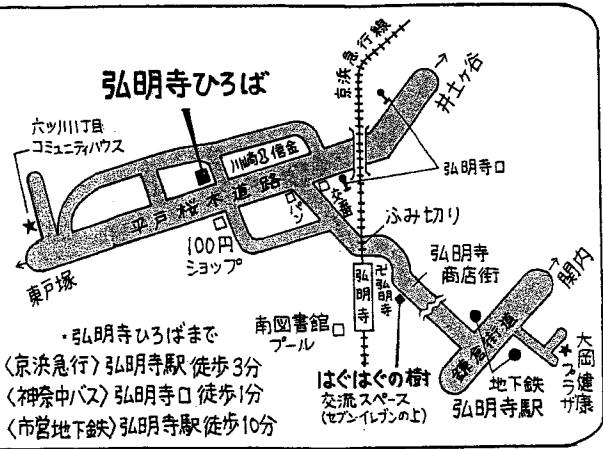 京浜急行線
井土ヶ谷
弘明寺ひろば
六ツ川1丁目
コミュニティハウス
川崎信金
弘明寺口
平戸桜木道路
パン
交番
ふみ切り
100円
ショップ
東戸塚
弘明寺
商店街
関内
弘明寺
卍弘明寺
南図書館
プール
・弘明寺ひろばまで
〈京浜急行〉弘明寺駅 徒歩3分
〈神奈中バス〉弘明寺口 徒歩1分
〈市営地下鉄〉弘明寺駅 徒歩10分
はぐはぐの樹
交流スペース
(セブンイレブンの上)
鎌倉街道
地下鉄
弘明寺駅
大岡健康
プラザ